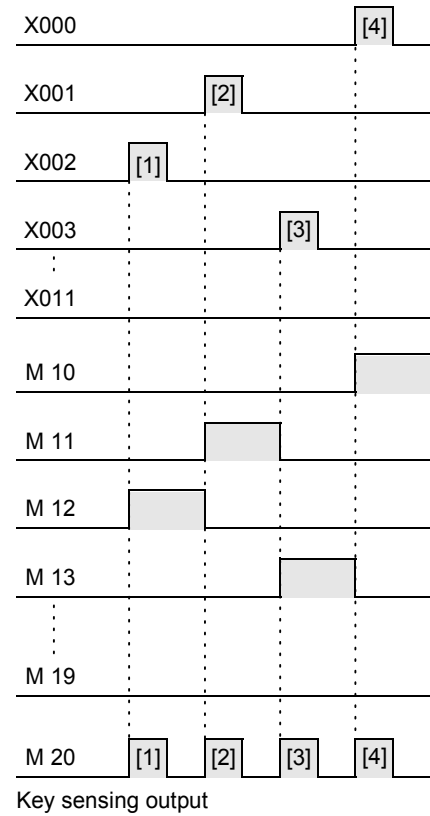 X000 [4]
X001 [2]
X002 [1]
X003 [3]
X011
M 10
M 11
M 12
M 13
M 19
M 20 [1] [2] [3] [4]
Key sensing output